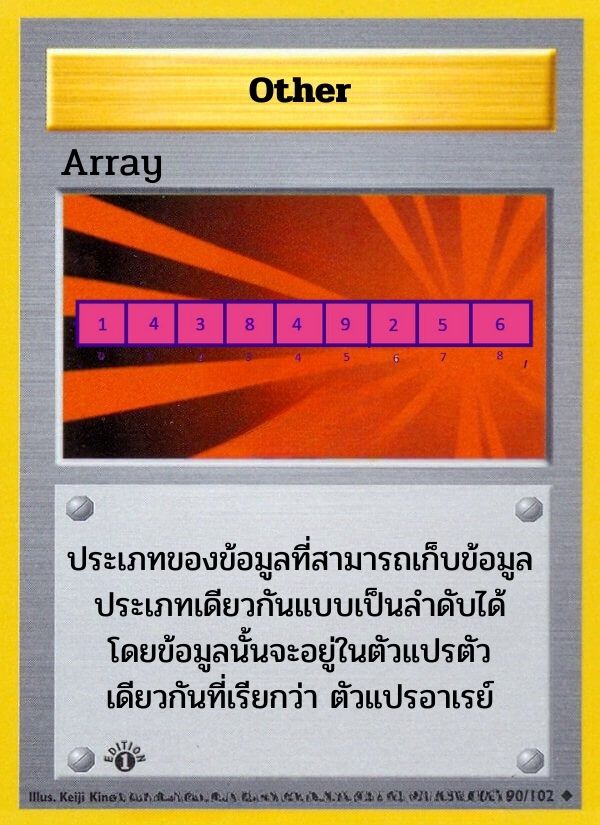 Other
Array
1 4 3 8 4 9 2 5 6
4 5 6 7 8
ประเภทของข้อมูลที่สามารถเก็บข้อมูล
ประเภทเดียวกันแบบเป็นลำดับได้
โดยข้อมูลนั้นจะอยู่ในตัวแปรตัว
เดียวกันที่เรียกว่า ตัวแปรอาเรย์
EDITION
1
Illus. Keiji 90/102